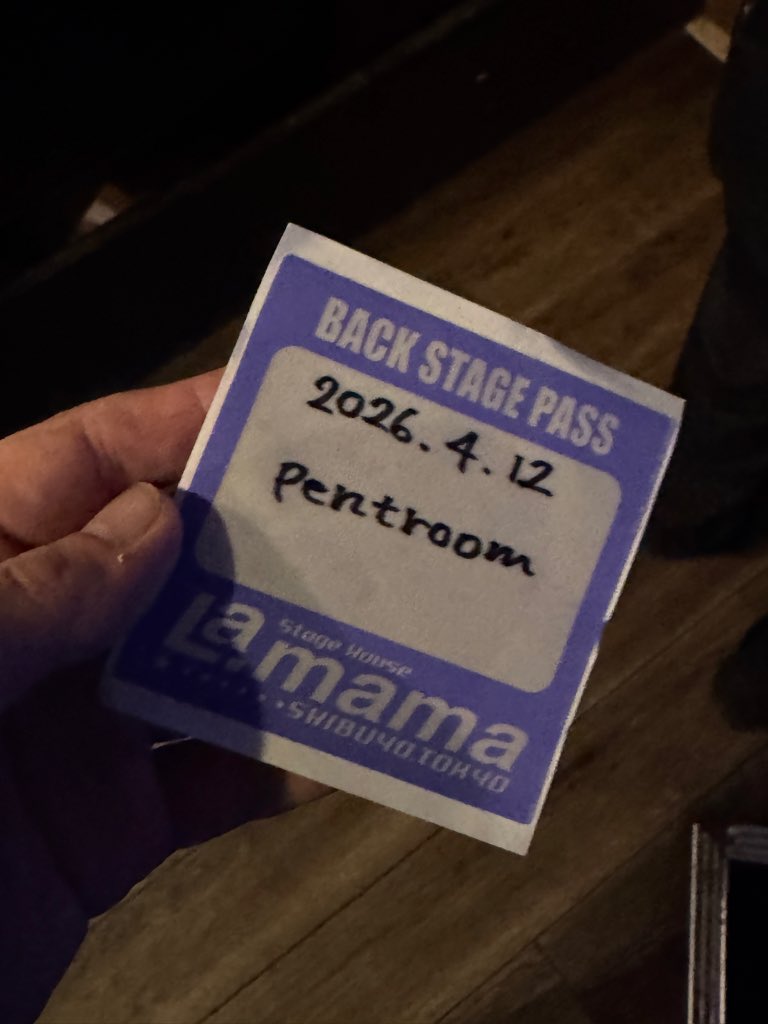 BACK STAGE PASS
2026.4.12
Pentroom
Stage House
La.mama
SHIBUYA.TOKYO